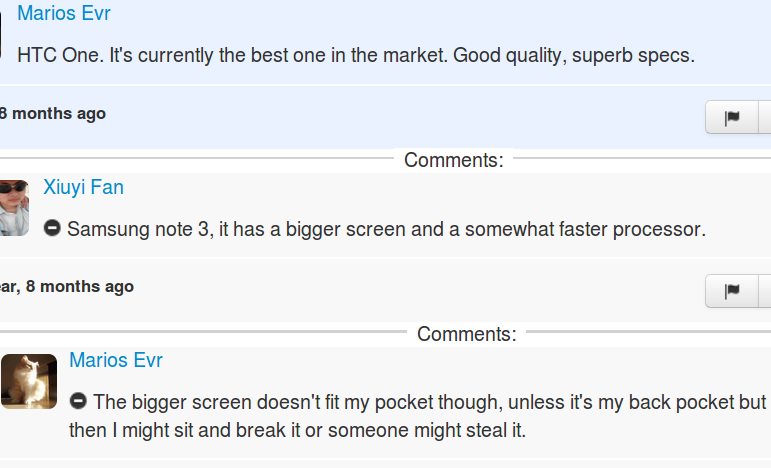 Marios Evr
HTC One. It's currently the best one in the market. Good quality, superb specs.
8 months ago
Comments:
Xiuyi Fan
Samsung note 3, it has a bigger screen and a somewhat faster processor.
ear, 8 months ago
Comments:
Marios Evr
The bigger screen doesn't fit my pocket though, unless it's my back pocket but
then I might sit and break it or someone might steal it.